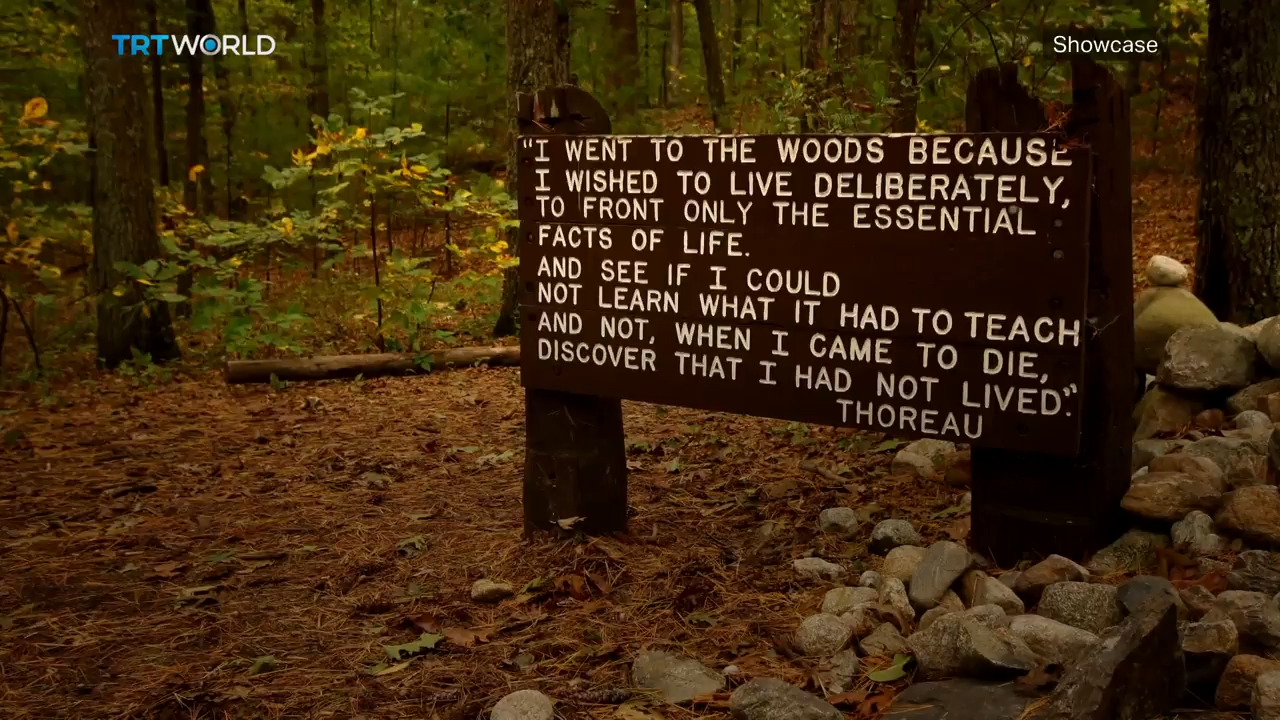 TRTWORLD
Showcase
“I WENT TO THE WOODS BECAUSE
I WISHED TO LIVE DELIBERATELY,
TO FRONT ONLY THE ESSENTIAL
FACTS OF LIFE.
AND SEE IF I COULD
NOT LEARN WHAT IT HAD TO TEACH
AND NOT, WHEN I CAME TO DIE,
DISCOVER THAT I HAD NOT LIVED.”
THOREAU